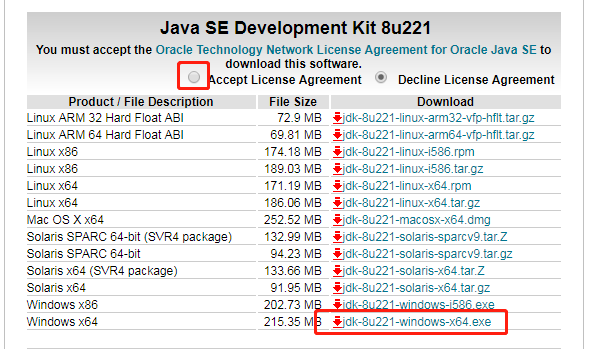 Java SE Development Kit 8u221
You must accept the Oracle Technology Network License Agreement for Oracle Java SE to
download this software.
Accept License Agreement Decline License Agreement
Product / File Description File Size Download
Linux ARM 32 Hard Float ABI 72.9 MB jdk-8u221-linux-arm32-vfp-hflt.tar.gz
Linux ARM 64 Hard Float ABI 69.81 MB jdk-8u221-linux-arm64-vfp-hflt.tar.gz
Linux x86 174.18 MB jdk-8u221-linux-i586.rpm
Linux x86 189.03 MB jdk-8u221-linux-i586.tar.gz
Linux x64 171.19 MB jdk-8u221-linux-x64.rpm
Linux x64 186.06 MB jdk-8u221-linux-x64.tar.gz
Mac OS X x64 252.52 MB jdk-8u221-macosx-x64.dmg
Solaris SPARC 64-bit (SVR4 package) 132.99 MB jdk-8u221-solaris-sparcv9.tar.Z
Solaris SPARC 64-bit 94.23 MB jdk-8u221-solaris-sparcv9.tar.gz
Solaris x64 (SVR4 package) 133.66 MB jdk-8u221-solaris-x64.tar.Z
Solaris x64 91.95 MB jdk-8u221-solaris-x64.tar.gz
Windows x86 202.73 MB jdk-8u221-windows-i586.exe
Windows x64 215.35 MB jdk-8u221-windows-x64.exe